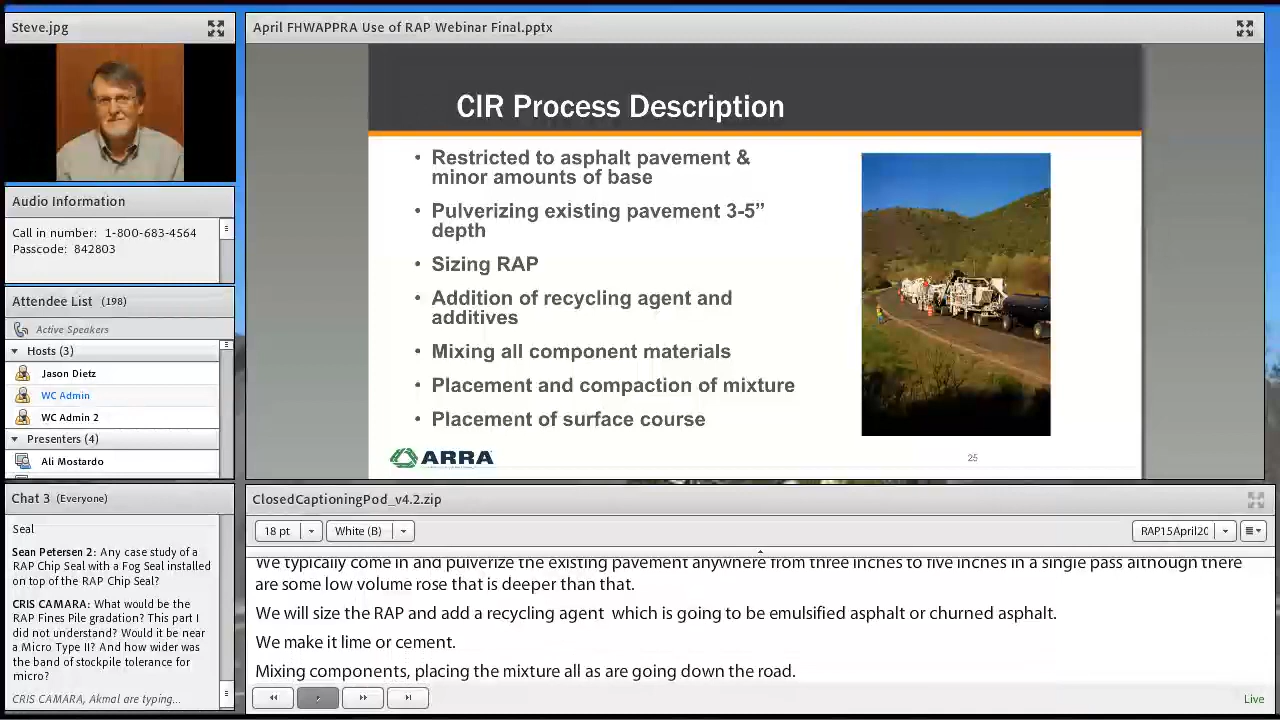 Steve.jpg
Audio Information
Call in number: 1-800-683-4564
Passcode: 842803
Attendee List (198)
Active Speakers
Hosts (3)
Jason Dietz
WC Admin
WC Admin 2
Presenters (4)
Ali Mostardo
Chat 3 (Everyone)
Seal
Sean Petersen 2: Any case study of a
RAP Chip Seal with a Fog Seal installed
on top of the RAP Chip Seal?
CRIS CAMARA: What would be the
RAP Fines Pile gradation? This part I
did not understand? Would it be near
a Micro Type II? And how wider was
the band of stockpile tolerance for
micro?
CRIS CAMARA, Akmal are typing...
April FHWAPPRA Use of RAP Webinar Final.pptx
CIR Process Description
• Restricted to asphalt pavement &
minor amounts of base
• Pulverizing existing pavement 3-5”
depth
• Sizing RAP
• Addition of recycling agent and
additives
• Mixing all component materials
• Placement and compaction of mixture
• Placement of surface course
ARRA
25
ClosedCaptioningPod_v4.2.zip
18 pt
White (B)
RAP15April20
We typically come in and pulverize the existing pavement anywhere from three inches to five inches in a single pass although there
are some low volume rose that is deeper than that.
We will size the RAP and add a recycling agent which is going to be emulsified asphalt or churned asphalt.
We make it lime or cement.
Mixing components, placing the mixture all as are going down the road.
Live